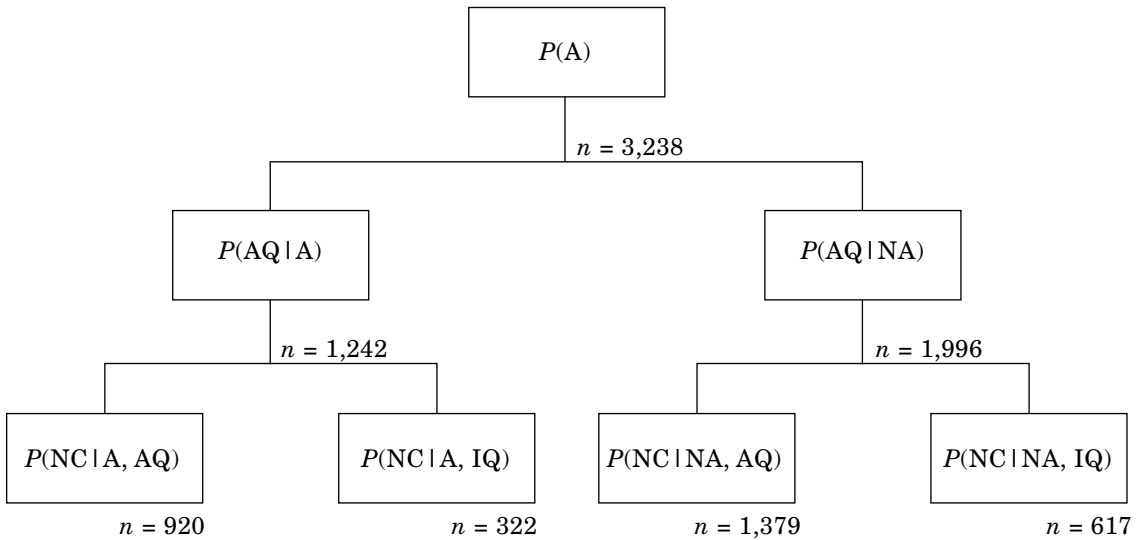 P(A)
n = 3,238
P(AQ | A)
P(AQ | NA)
n = 1,242
n = 1,996
P(NC | A, AQ)
P(NC | A, IQ)
P(NC | NA, AQ)
P(NC | NA, IQ)
n = 920
n = 322
n = 1,379
n = 617